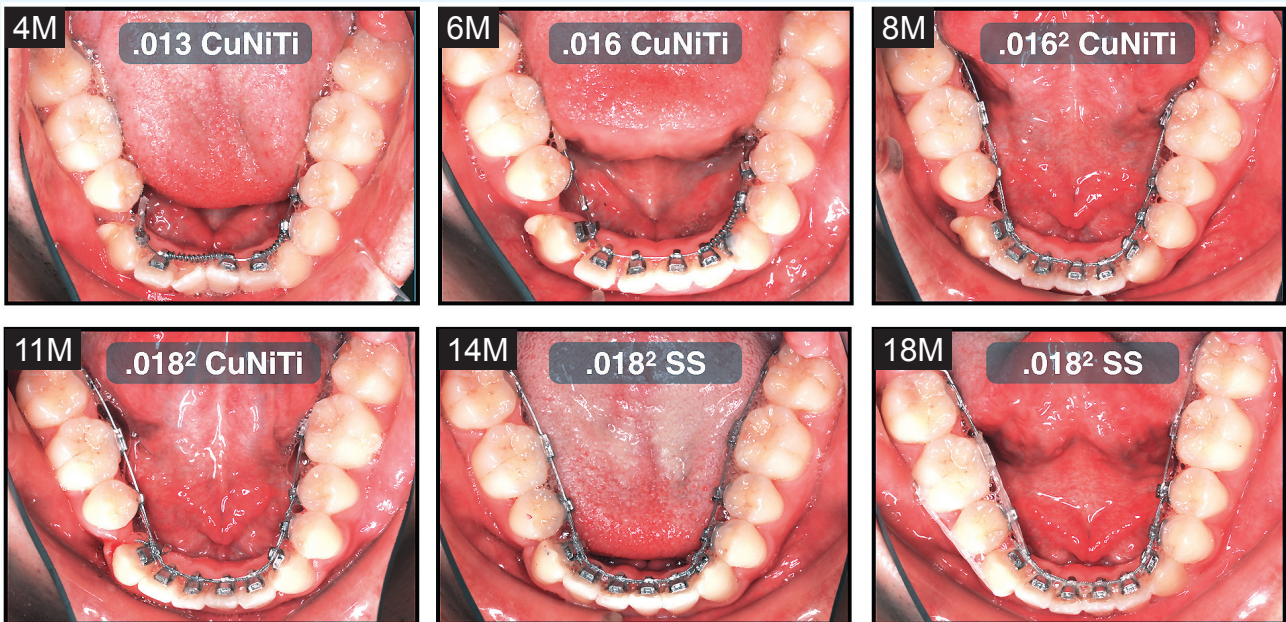 4M
.013 CuNiTi
6M
.016 CuNiTi
8M
.016² CuNiTi
11M
.018² CuNiTi
14M
.018² SS
18M
.018² SS